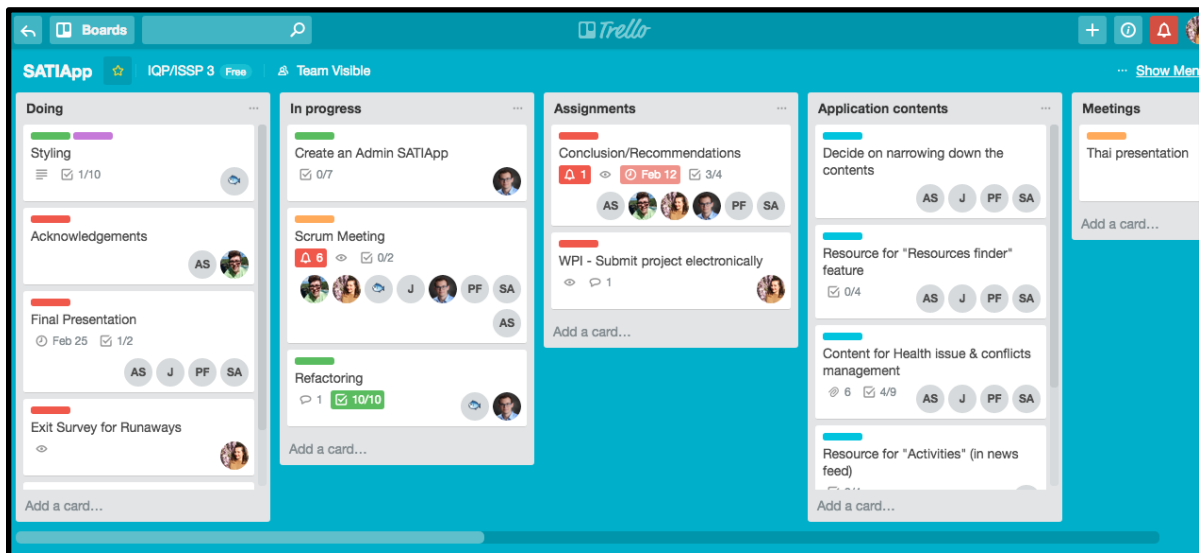 Boards
Trello
SATIApp
IQP/ISSP 3 Free
Team Visible
... Show Men
Doing
Styling
1/10
Acknowledgements
AS
Final Presentation
Feb 25 1/2
AS J PF SA
Exit Survey for Runaways
Add a card...
In progress
Create an Admin SATIApp
0/7
Scrum Meeting
6 0/2
J PF SA
AS
Refactoring
1 10/10
Add a card...
Assignments
Conclusion/Recommendations
1 Feb 12 3/4
AS PF SA
WPI - Submit project electronically
1
Add a card...
Application contents
Decide on narrowing down the
contents
AS J PF SA
Resource for "Resources finder"
feature
0/4
AS J PF SA
Content for Health issue & conflicts
management
6 4/9
AS J PF SA
Resource for "Activities" (in news
feed)
Add a card...
Meetings
Thai presentation
Add a card...